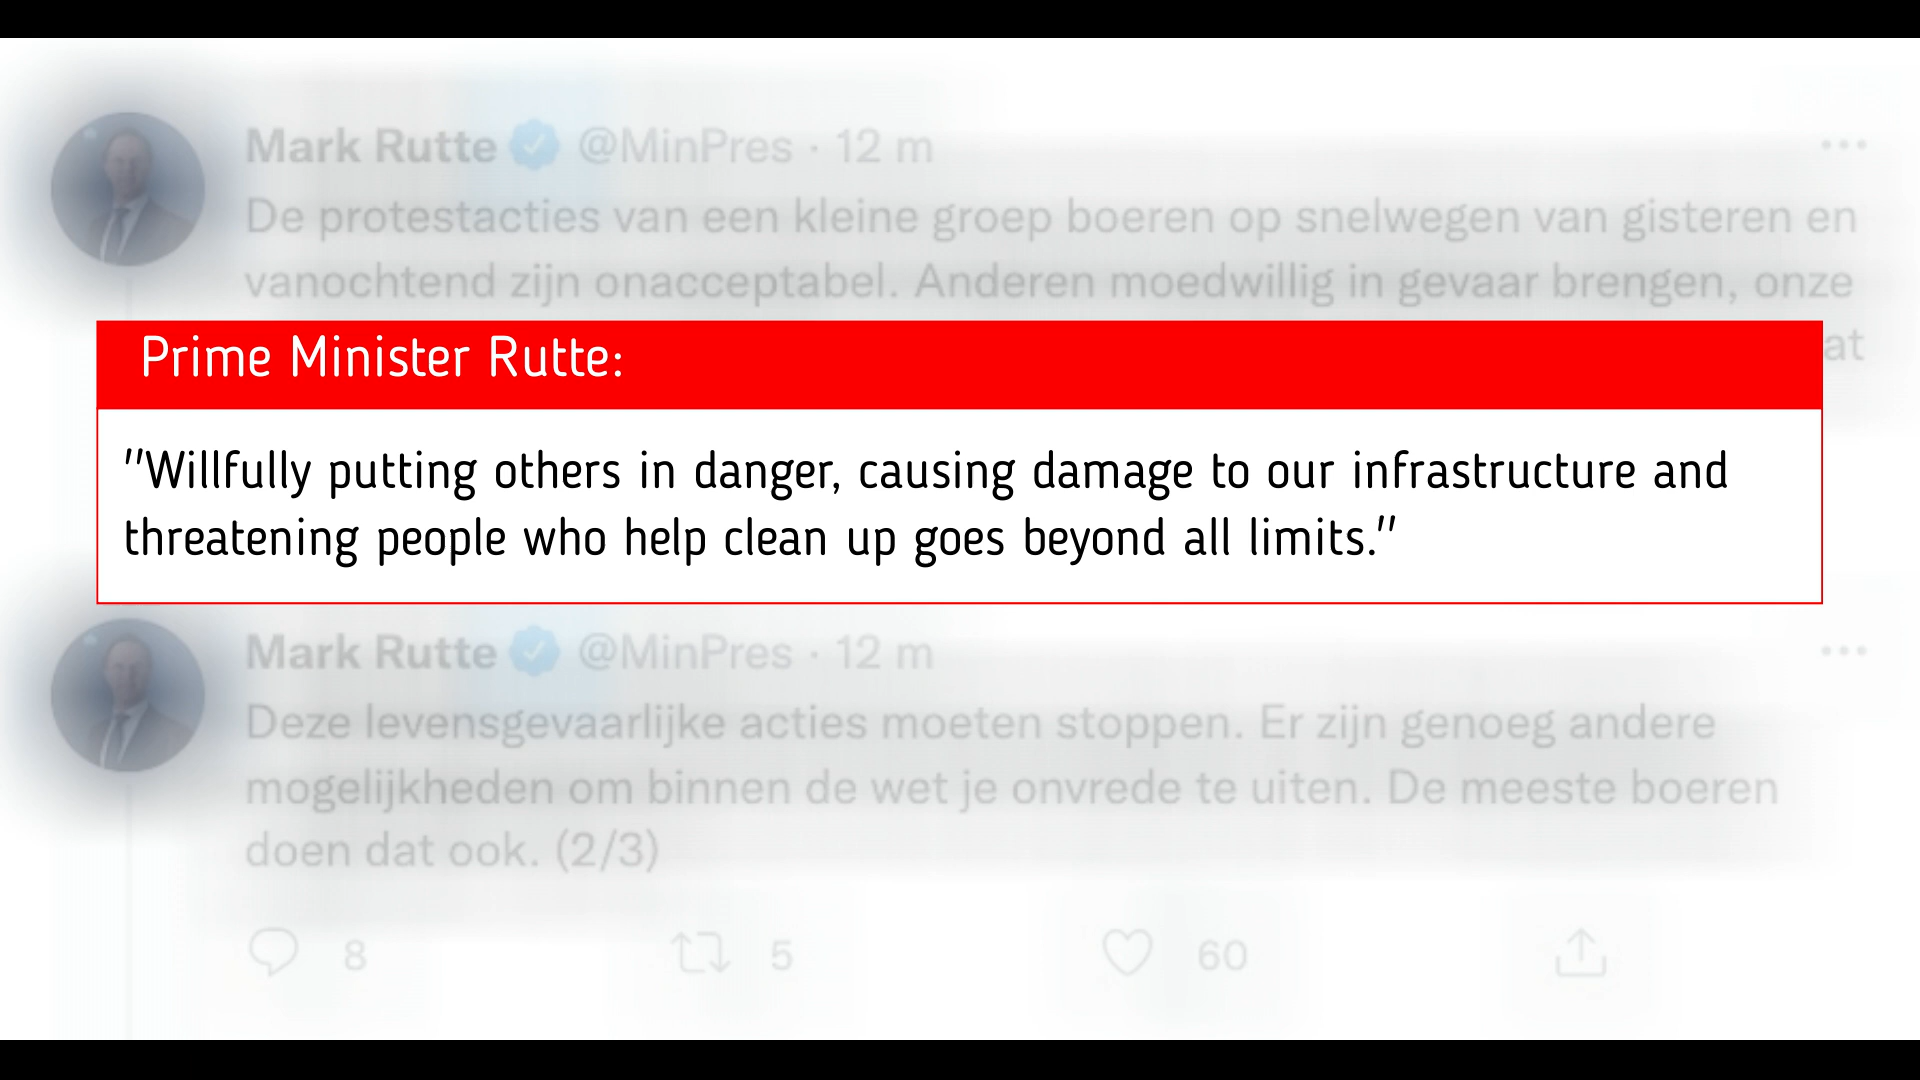 Mark Rutte @MinPres · 12 m
De protestacties van een kleine groep boeren op snelwegen van gisteren en
vanochtend zijn onacceptabel. Anderen moedwillig in gevaar brengen, onze
at
Prime Minister Rutte:
"Willfully putting others in danger, causing damage to our infrastructure and
threatening people who help clean up goes beyond all limits."
Mark Rutte @MinPres · 12 m
Deze levensgevaarlijke acties moeten stoppen. Er zijn genoeg andere
mogelijkheden om binnen de wet je onvrede te uiten. De meeste boeren
doen dat ook. (2/3)
8 5 60